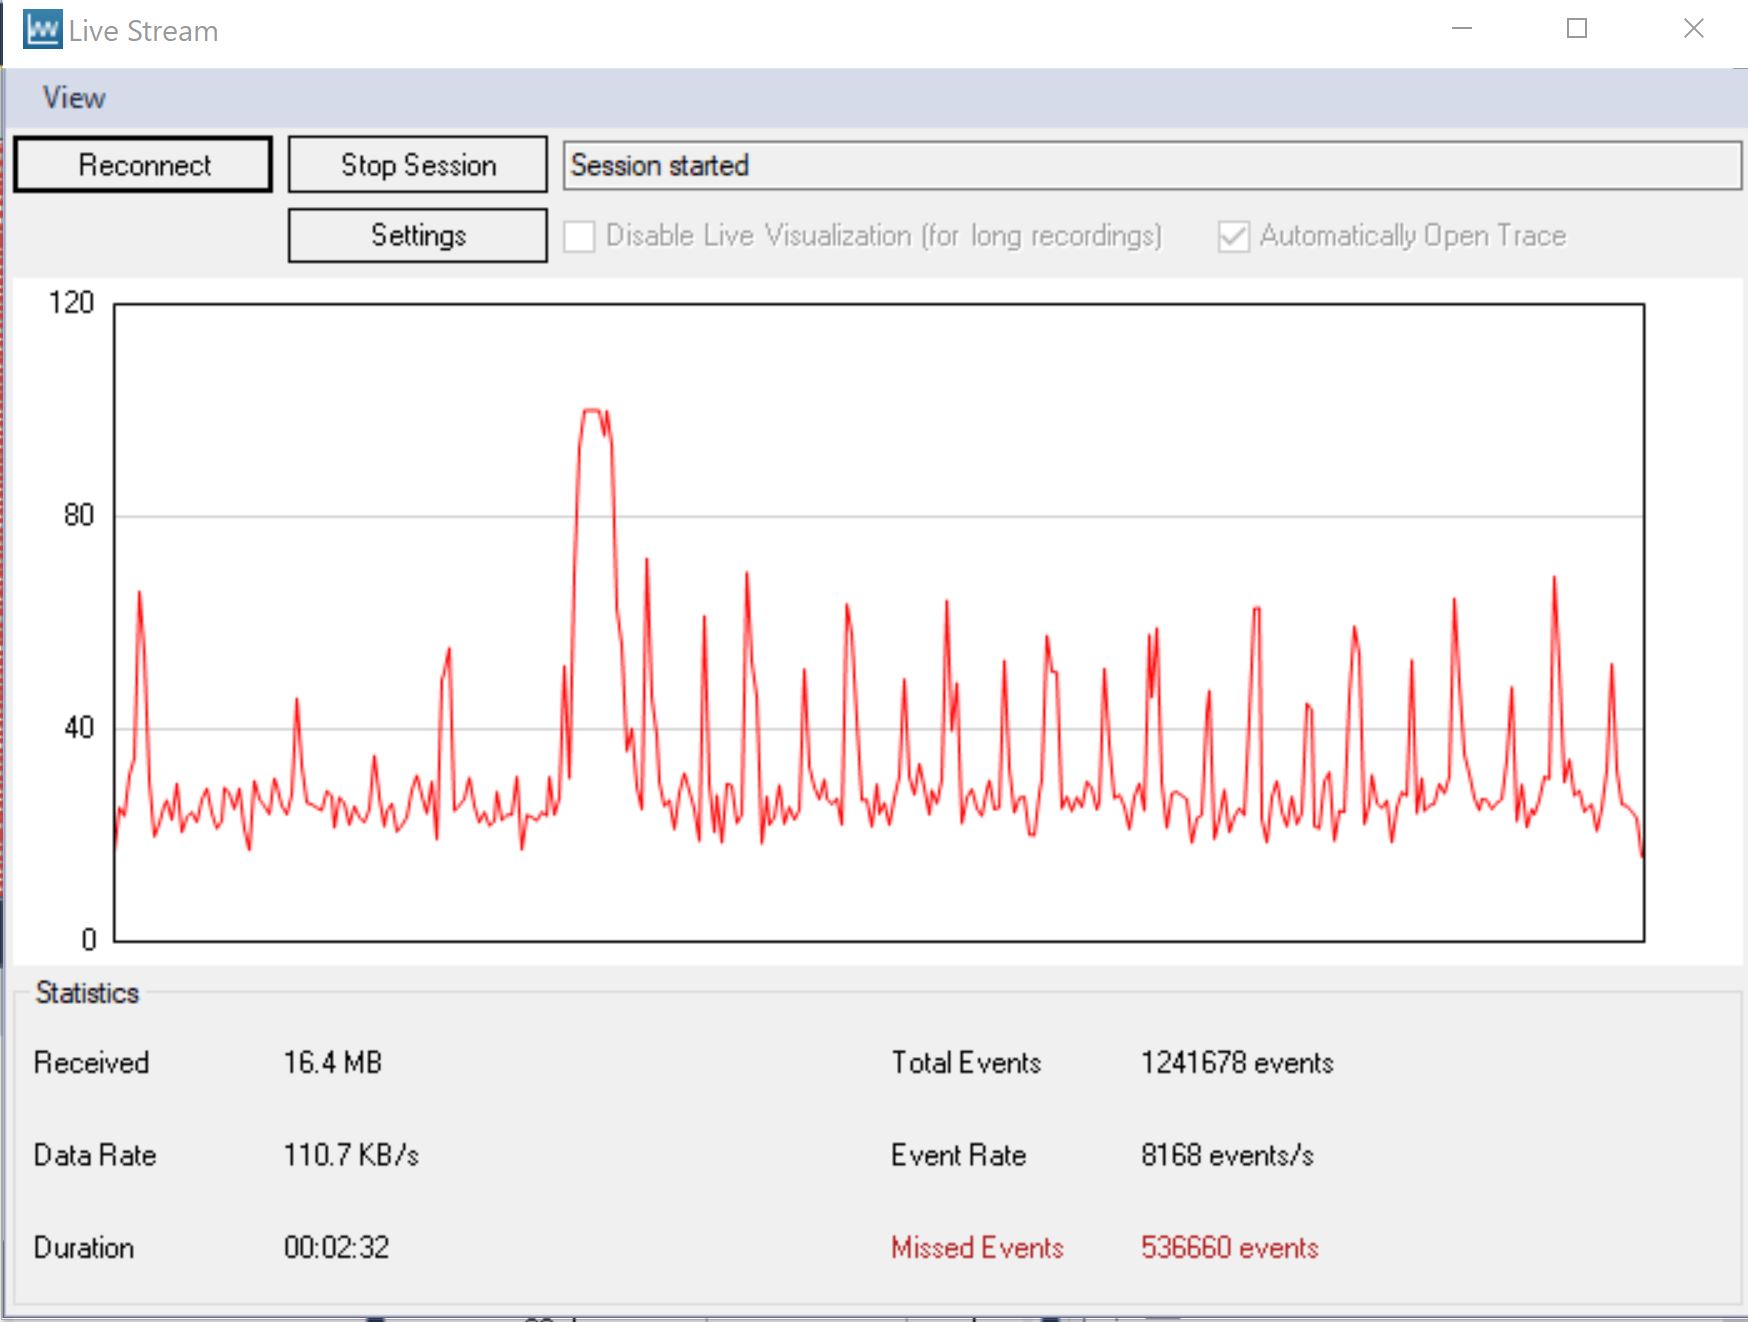 Live Stream
View
Reconnect Stop Session Session started
Settings Disable Live Visualization (for long recordings) Automatically Open Trace
120
80
40
0
Statistics
Received 16.4 MB Total Events 1241678 events
Data Rate 110.7 KB/s Event Rate 8168 events/s
Duration 00:02:32 Missed Events 536660 events